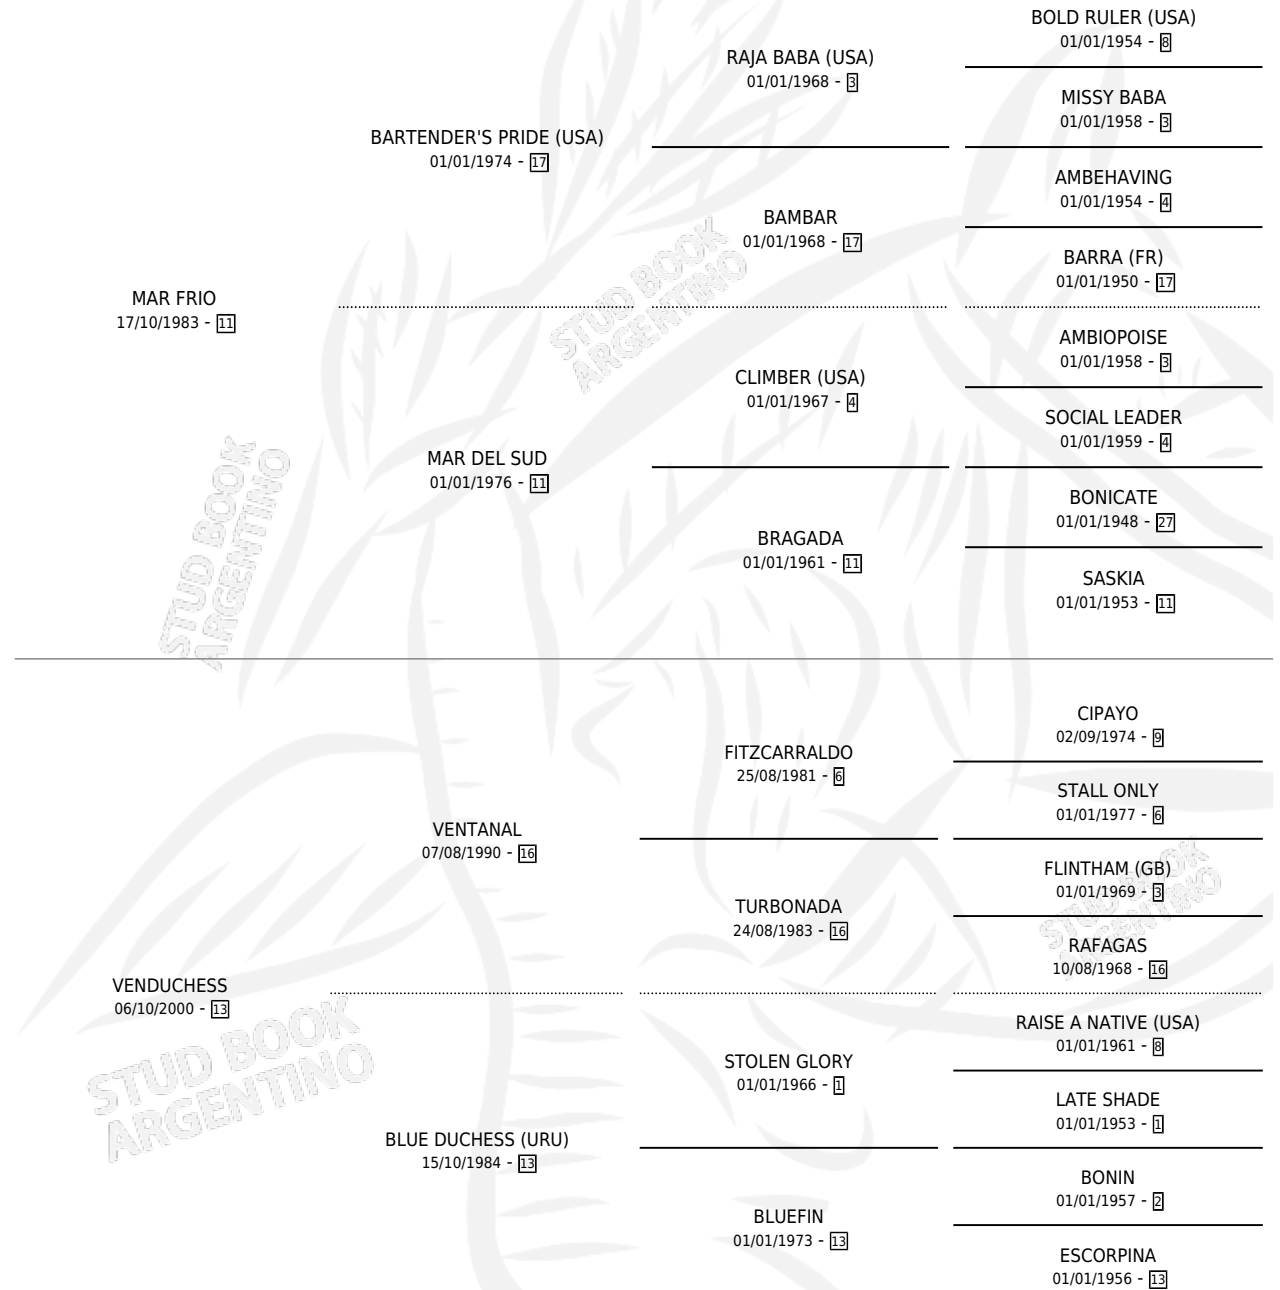 BOLD RULER (USA)
01/01/1954 - 8
RAJA BABA (USA)
01/01/1968 - 3
MISSY BABA
01/01/1958 - 3
BARTENDER'S PRIDE (USA)
01/01/1974 - 17
AMBEHAVING
01/01/1954 - 4
BAMBAR
01/01/1968 - 17
BARRA (FR)
01/01/1950 - 17
MAR FRIO
17/10/1983 - 11
AMBIOPOISE
01/01/1958 - 3
CLIMBER (USA)
01/01/1967 - 4
SOCIAL LEADER
01/01/1959 - 4
MAR DEL SUD
01/01/1976 - 11
BONICATE
01/01/1948 - 27
BRAGADA
01/01/1961 - 11
SASKIA
01/01/1953 - 11
CIPAYO
02/09/1974 - 9
FITZCARRALDO
25/08/1981 - 6
STALL ONLY
01/01/1977 - 6
VENTANAL
07/08/1990 - 16
FLINTHAM (GB)
01/01/1969 - 3
TURBONADA
24/08/1983 - 16
RAFAGAS
10/08/1968 - 16
VENDUCHESS
06/10/2000 - 13
RAISE A NATIVE (USA)
01/01/1961 - 8
STOLEN GLORY
01/01/1966 - 1
LATE SHADE
01/01/1953 - 1
BLUE DUCHESS (URU)
15/10/1984 - 13
BONIN
01/01/1957 - 2
BLUEFIN
01/01/1973 - 13
ESCORPINA
01/01/1956 - 13
STUD BOOK
ARGENTINO
STUD BOOK
ARGENTINO
STUD BOOK
ARGENTINO
STUD BOOK
ARGENTINO